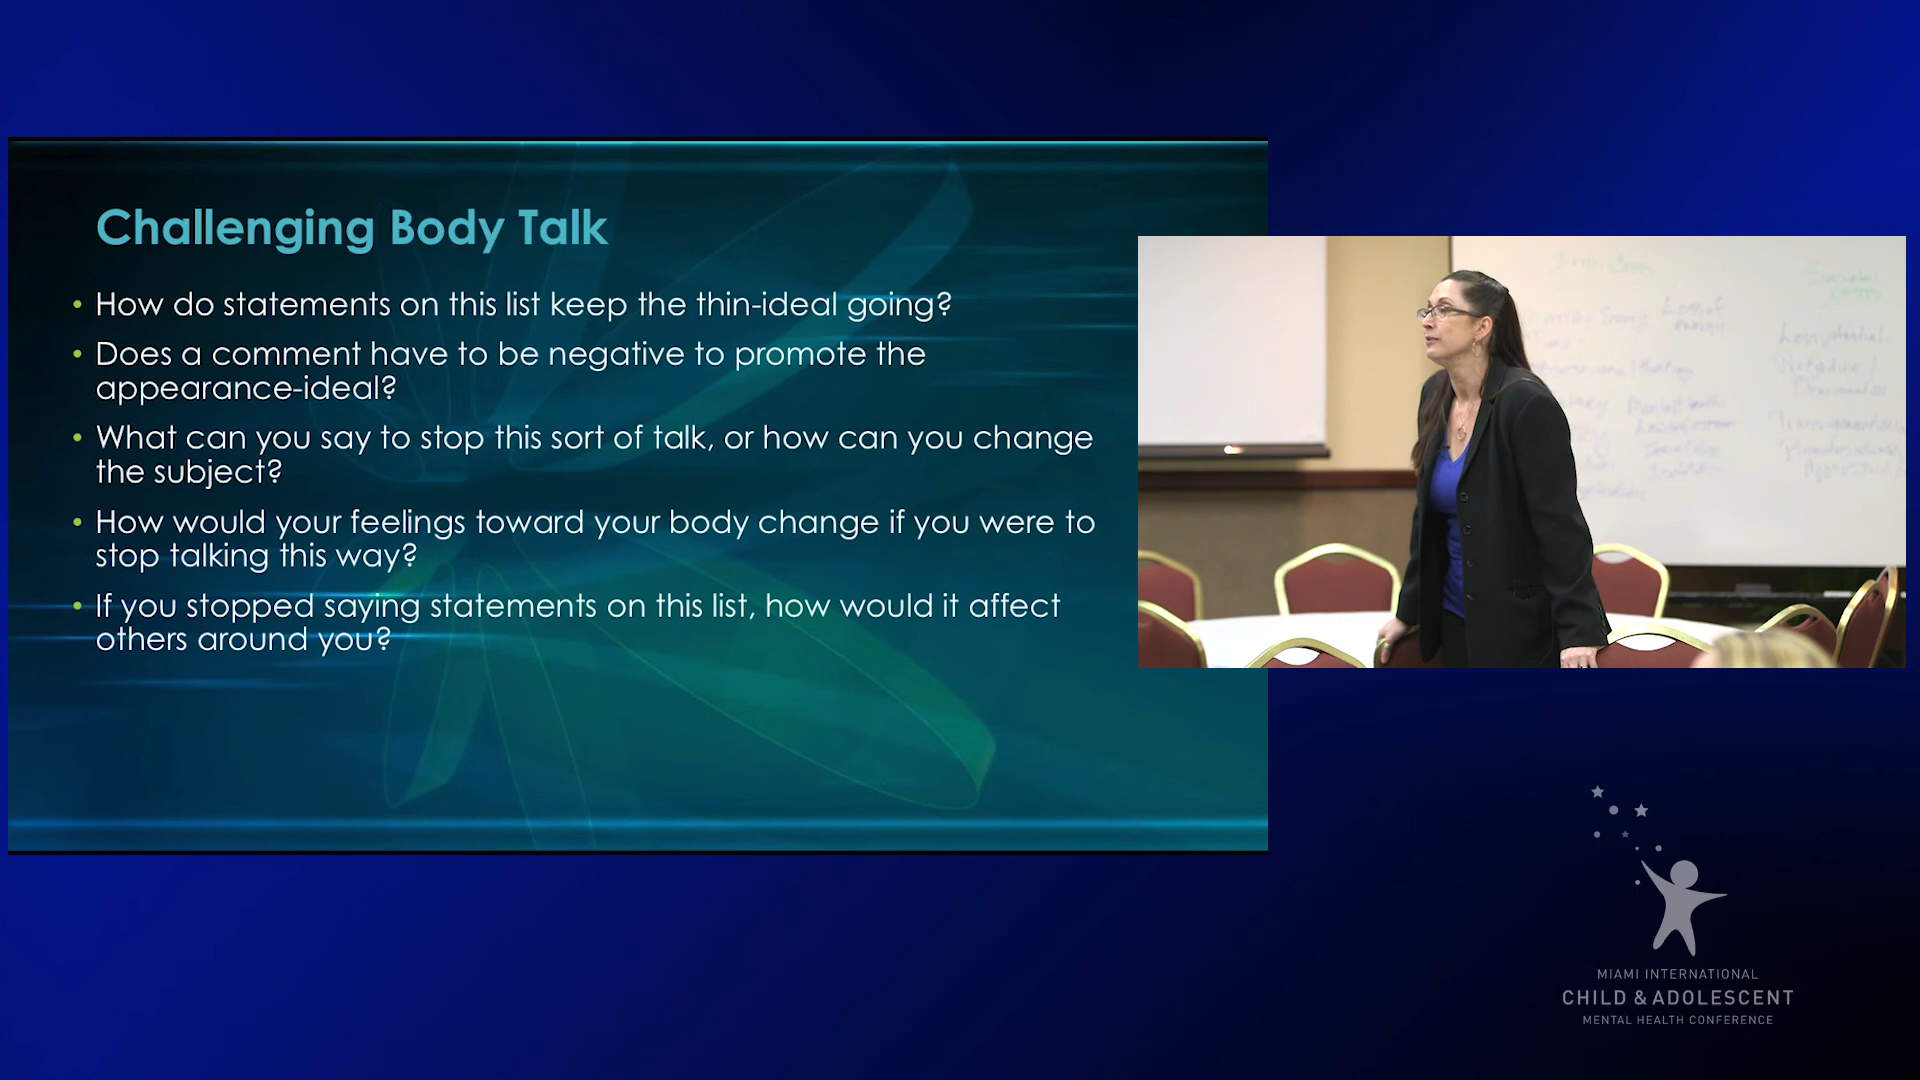 Challenging Body Talk
• How do statements on this list keep the thin-ideal going?
• Does a comment have to be negative to promote the
appearance-ideal?
• What can you say to stop this sort of talk, or how can you change
the subject?
• How would your feelings toward your body change if you were to
stop talking this way?
• If you stopped saying statements on this list, how would it affect
others around you?
Loss of
energy
MIAMI INTERNATIONAL
CHILD & ADOLESCENT
MENTAL HEALTH CONFERENCE